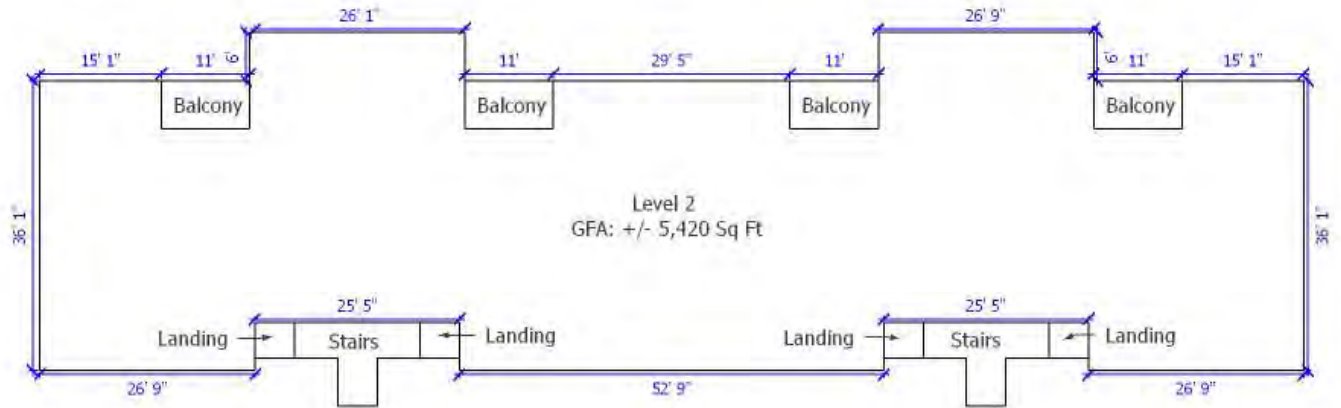 26' 1"
26' 9"
15' 1"
11'
6'
11'
29' 5"
11'
6'
11'
15' 1"
Balcony
Balcony
Balcony
Balcony
36' 1"
Level 2
GFA: +/- 5,420 Sq Ft
36' 1"
25' 5"
25' 5"
Landing
Stairs
Landing
Landing
Stairs
Landing
26' 9"
52' 9"
26' 9"